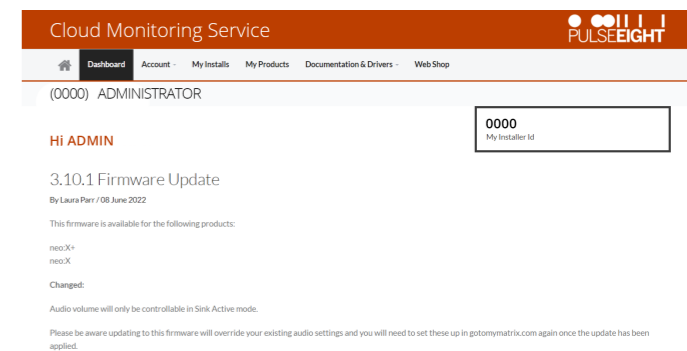 Cloud Monitoring Service
PULSEEIGHT
Dashboard Account - My Installs My Products Documentation & Drivers - Web Shop
(0000) ADMINISTRATOR
0000
My Installer Id
Hi ADMIN
3.10.1 Firmware Update
By Laura Parr / 08 June 2022
This firmware is available for the following products:
neo:X+
neo:X
Changed:
Audio volume will only be controllable in Sink Active mode.
Please be aware updating to this firmware will override your existing audio settings and you will need to set these up in gotomymatrix.com again once the update has been
applied.